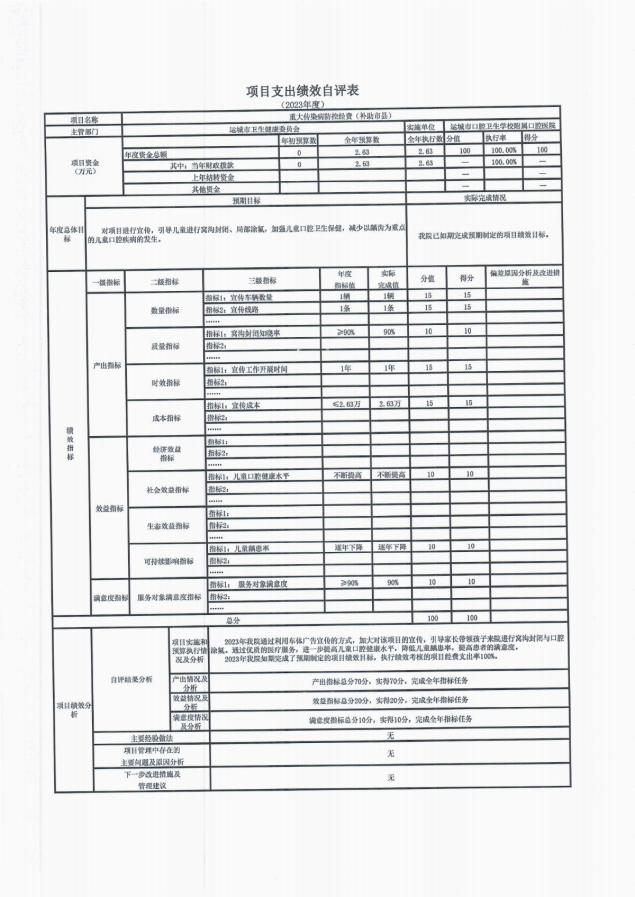 项目支出绩效自评表
（2023年度）
项目名称 重大传染病防控经费（补助市县）
主管部门 运城市卫生健康委员会 实施单位 运城市口腔卫生学校附属口腔医院
项目资金（万元） 年初预算数 全年预算数 全年执行数 分值 执行率 得分
年度资金总额 0 2.63 2.63 100 100.00% 100
其中：当年财政拨款 0 2.63 2.63 — 100.00% —
上年结转资金 — —
其他资金 — —
年度总体目标 预期目标 实际完成情况
对项目进行宣传，引导儿童进行窝沟封闭、局部涂氟，加强儿童口腔卫生保健，减少以龋齿为重点
的儿童口腔疾病的发生。
我院已如期完成预期制定的项目绩效目标。
绩效指标 一级指标 二级指标 三级指标 年度指标值 实际完成值 分值 得分 偏差原因分析及改进措施
产出指标 数量指标 指标1：宣传车辆数量 1辆 1辆 15 15
指标2：宣传线路 1条 1条 15 15
……
质量指标 指标1：窝沟封闭知晓率 ≥90% 90% 10 10
指标2：
……
时效指标 指标1：宣传工作开展时间 1年 1年 15 15
指标2：
……
成本指标 指标1：宣传成本 ≤2.63万 2.63万 15 15
指标2：
……
效益指标 经济效益指标 指标1：
指标2：
……
社会效益指标 指标1：儿童口腔健康水平 不断提高 不断提高 10 10
指标2：
……
生态效益指标 指标1：
指标2：
……
可持续影响指标 指标1：儿童龋患率 逐年下降 逐年下降 10 10
指标2：
……
满意度指标 服务对象满意度指标 指标1：服务对象满意度 ≥90% 90% 10 10
指标2：
……
总分 100 100
项目绩效分析 自评结果分析 项目实施和预算执行情况及分析
2023年我院通过利用车体广告宣传的方式，加大对该项目的宣传，引导家长带领孩子来院进行窝沟封闭与口腔
涂氟。通过优质的医疗服务，进一步提高儿童口腔健康水平，降低儿童龋患率，提高患者的满意度。
2023年我院如期完成了预期制定的项目绩效目标，执行绩效考核的项目经费支出率100%。
产出情况及分析 产出指标总分70分，实得70分，完成全年指标任务
效益情况及分析 效益指标总分20分，实得20分，完成全年指标任务
满意度情况及分析 满意度指标总分10分，实得10分，完成全年指标任务
主要经验做法 无
项目管理中存在的主要问题及原因分析 无
下一步改进措施及管理建议 无